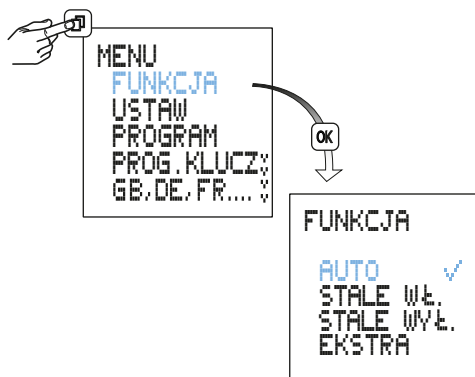 MENU
FUNKCJA
USTAW
PROGRAM
PROG.KLUCZ
GB,DE,FR....
OK
FUNKCJA
AUTO ✓
STALE WŁ.
STALE WYŁ.
EKSTRA